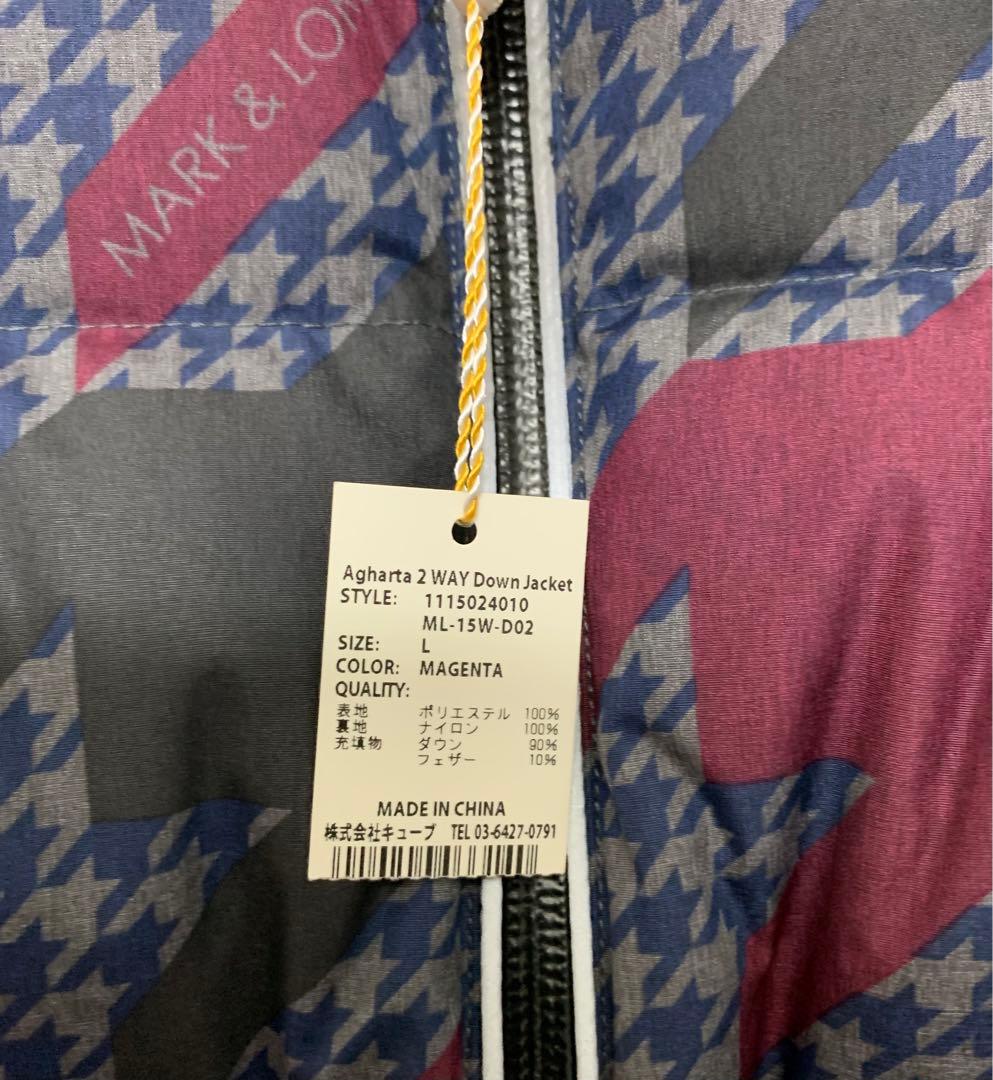 MARK & LON
Agharta 2 WAY Down Jacket
STYLE: 1115024010
ML-15W-D02
SIZE: L
COLOR: MAGENTA
QUALITY:
表地 ポリエステル 100%
裏地 ナイロン 100%
充填物 ダウン 90%
フェザー 10%
MADE IN CHINA
株式会社キューブ TEL 03-6427-0791